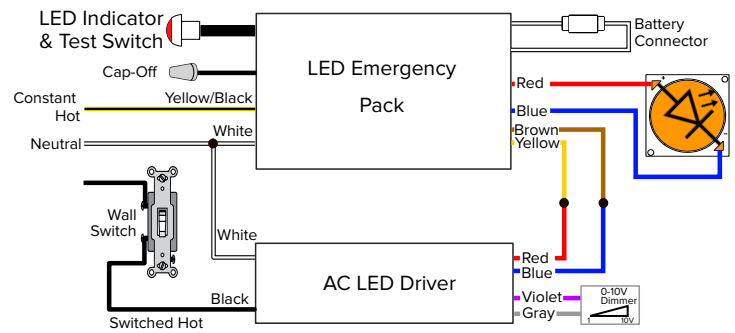 LED Indicator
& Test Switch
Battery
Connector
LED Emergency
Pack
Cap-Off
Red
+
Constant
Hot
Yellow/Black
Blue
Neutral
White
Brown
Yellow
-
Wall
Switch
White
Red
AC LED Driver
Blue
Black
Violet
Gray
0-10V
Dimmer
1 10V
Switched Hot